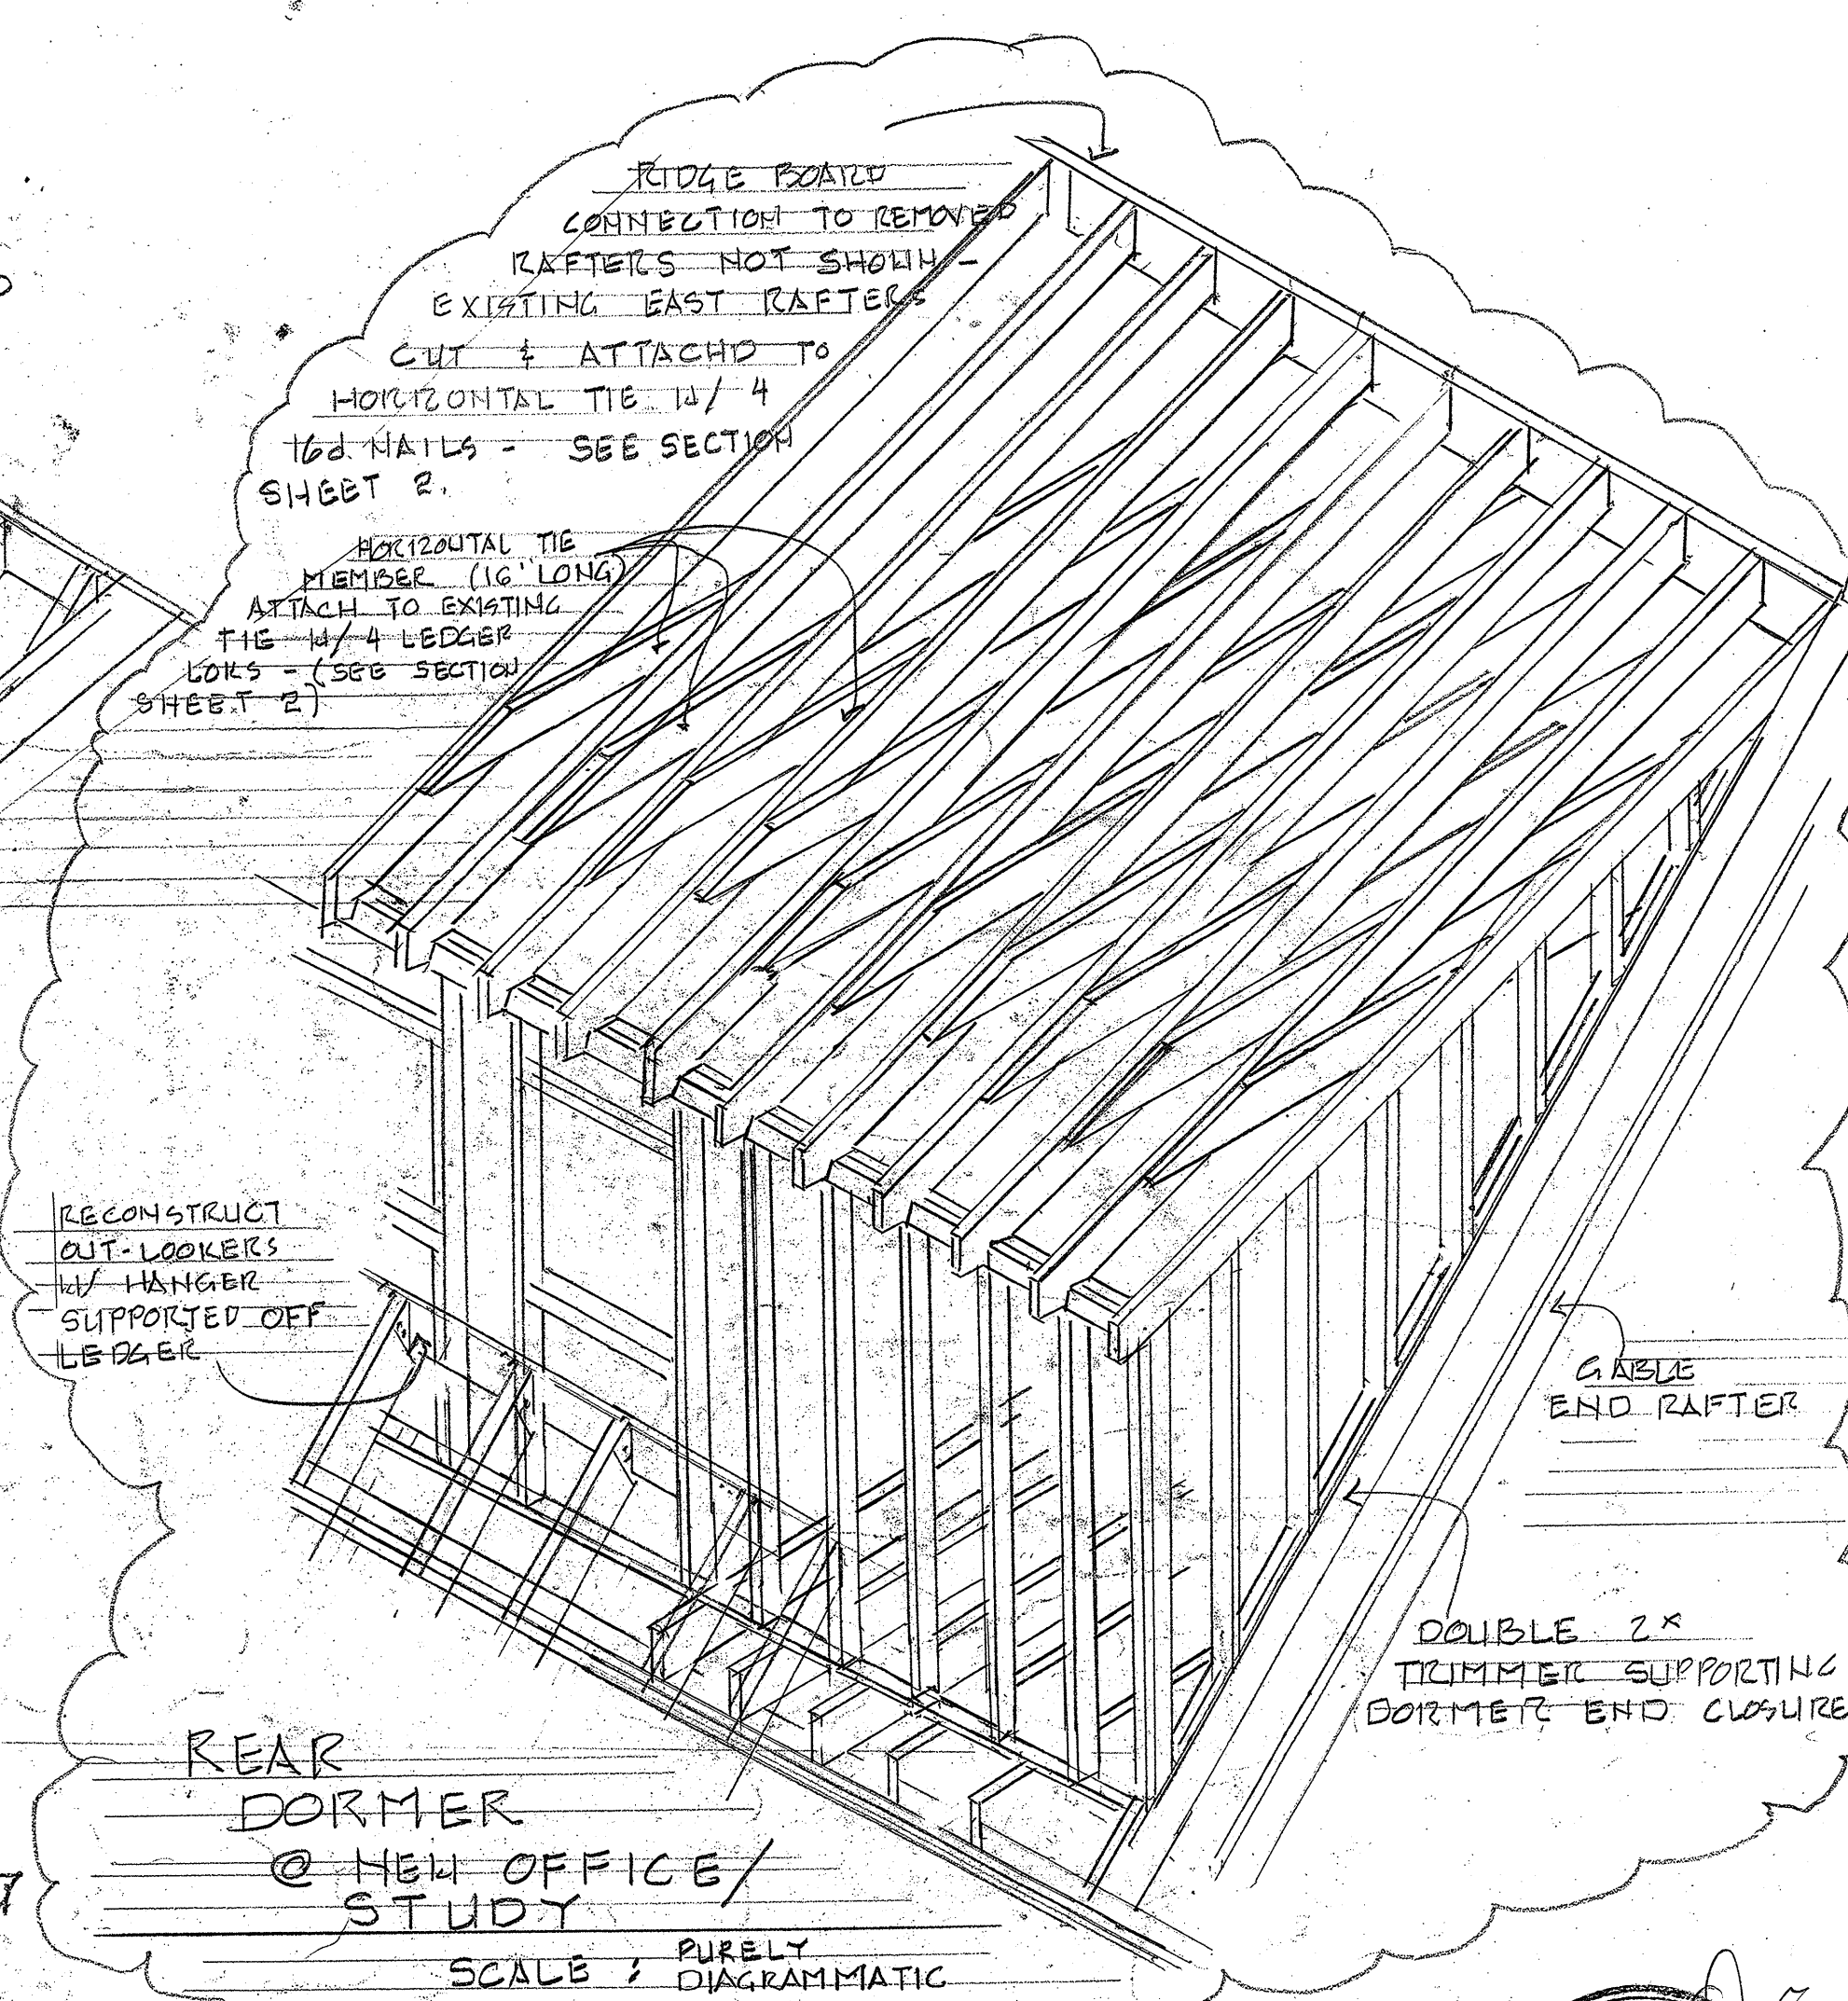 RIDGE BOARD
CONNECTION TO REMOVED
RAFTERS NOT SHOWN -
EXISTING EAST RAFTERS
CUT & ATTACHD TO
HORIZONTAL TIE W/ 4
16d NAILS - SEE SECTION
SHEET 2.
HORIZONTAL TIE
MEMBER (16' LONG)
ATTACH TO EXISTING
TIE W/ 4 LEDGER
LOKS - (SEE SECTION
SHEET 2)
RECONSTRUCT
OUT-LOOKERS
W/ HANGER
SUPPORTED OFF
LEDGER
GABLE
END RAFTER
DOUBLE 2x
TRIMMER SUPPORTING
DORMER END CLOSURE
REAR
DORMER
@ NEW OFFICE/
STUDY
SCALE : PURELY
DIAGRAMMATIC